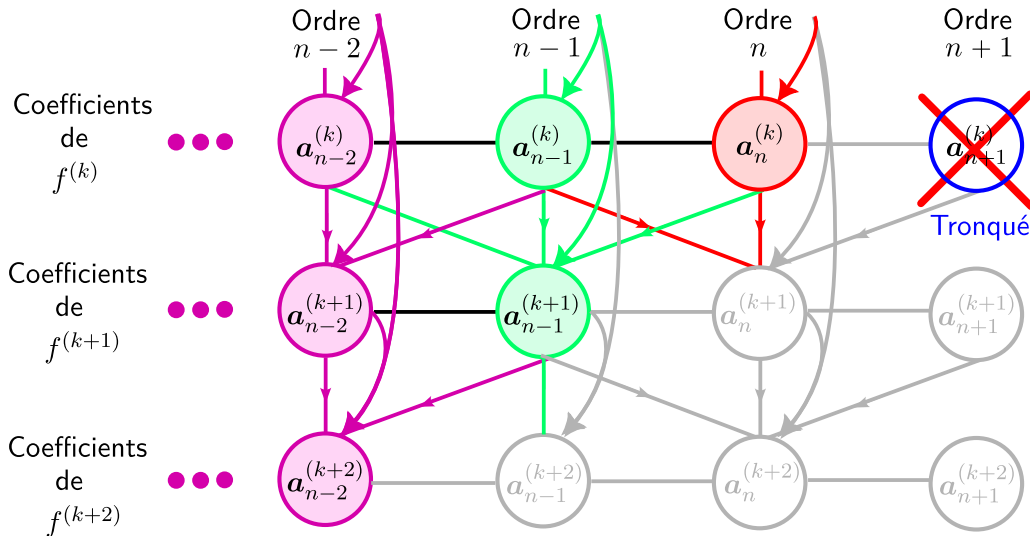 Ordre Ordre Ordre Ordre
n − 2 n − 1 n n + 1
Coefficients
de
f^(k)
a_{n−2}^{(k)} a_{n−1}^{(k)} a_n^{(k)} a_{n+1}^{(k)}
Tronqué
Coefficients
de
f^(k+1)
a_{n−2}^{(k+1)} a_{n−1}^{(k+1)} a_n^{(k+1)} a_{n+1}^{(k+1)}
Coefficients
de
f^(k+2)
a_{n−2}^{(k+2)} a_{n−1}^{(k+2)} a_n^{(k+2)} a_{n+1}^{(k+2)}